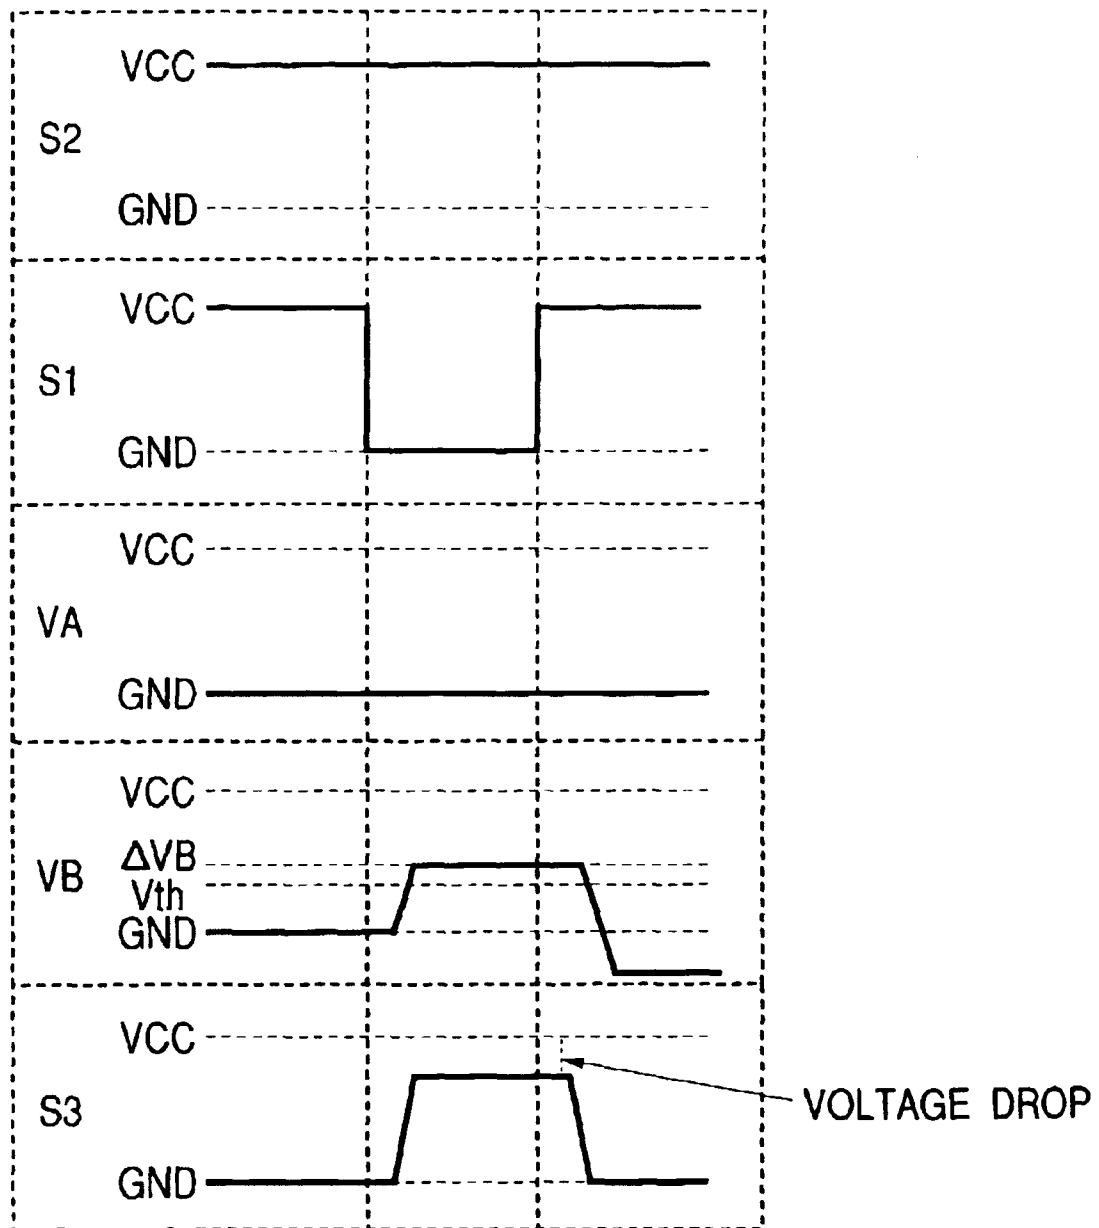 VCC
S2
GND
VCC
S1
GND
VCC
VA
GND
VCC
ΔVB
VB
Vth
GND
VCC
VOLTAGE DROP
S3
GND